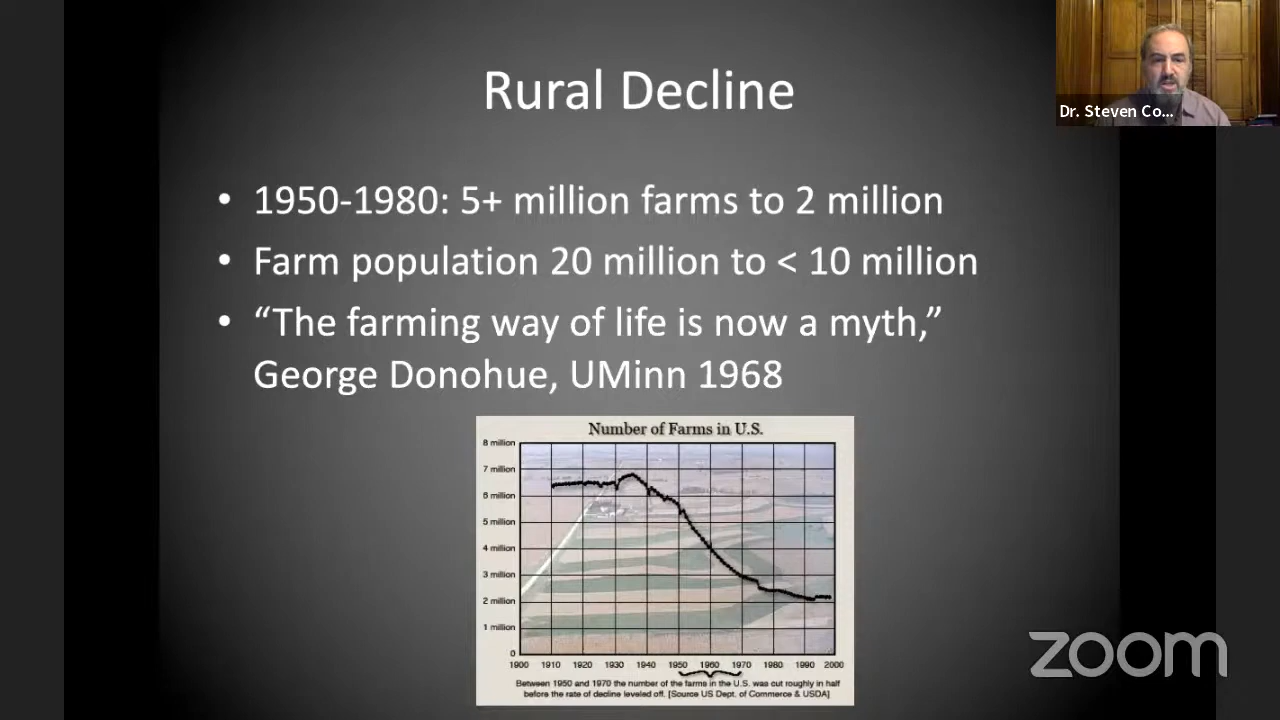 Rural Decline
Dr. Steven Co...
• 1950-1980: 5+ million farms to 2 million
• Farm population 20 million to < 10 million
• “The farming way of life is now a myth,”
George Donohue, UMinn 1968
Number of Farms in U.S.
8 million
7 million
6 million
5 million
4 million
3 million
2 million
1 million
0
1900 1910 1920 1930 1940 1950 1960 1970 1980 1990 2000
Between 1950 and 1970 the number of the farms in the U.S. was cut roughly in half
before the rate of decline leveled off. [Source US Dept. of Commerce & USDA]
zoom